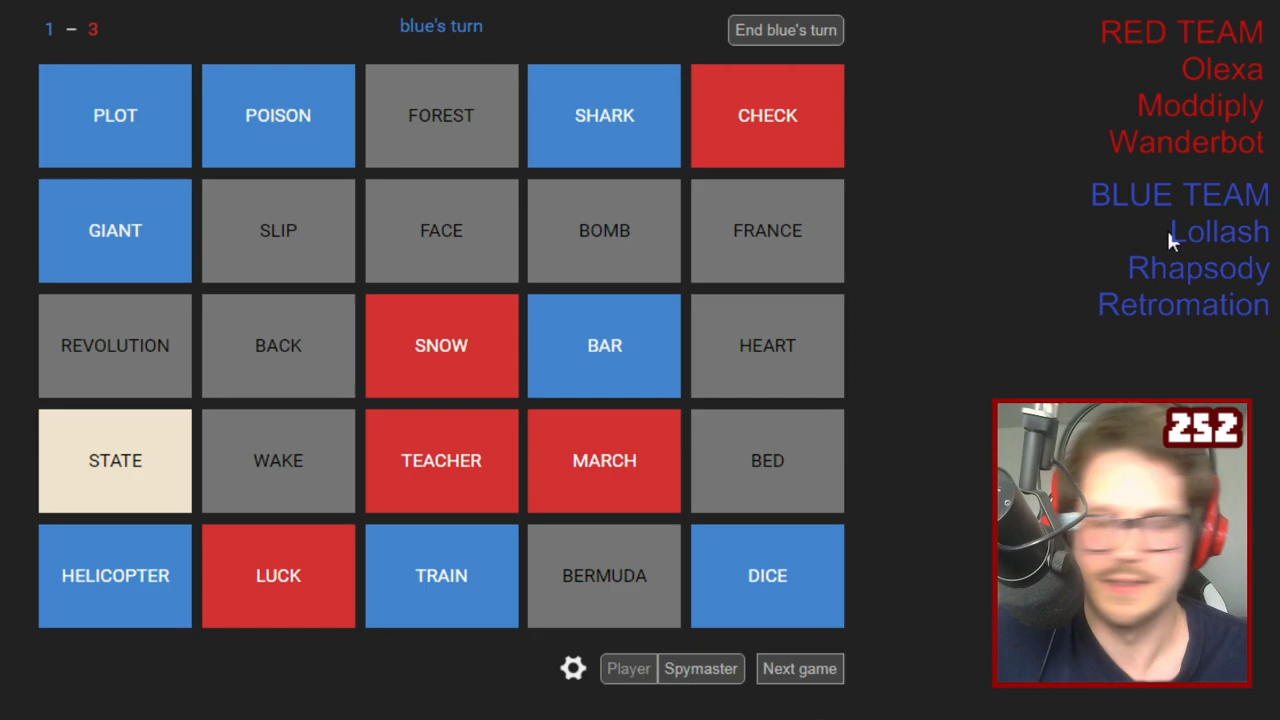 1 – 3
blue's turn
End blue's turn
PLOT
POISON
FOREST
SHARK
CHECK
GIANT
SLIP
FACE
BOMB
FRANCE
REVOLUTION
BACK
SNOW
BAR
HEART
STATE
WAKE
TEACHER
MARCH
BED
HELICOPTER
LUCK
TRAIN
BERMUDA
DICE
Player
Spymaster
Next game
RED TEAM
Olexa
Moddiply
Wanderbot
BLUE TEAM
Lollash
Rhapsody
Retromation
252